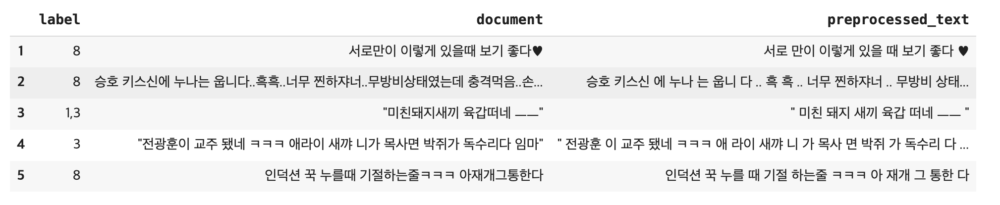 label document preprocessed_text
1 8 서로만이 이렇게 있을때 보기 좋다♥ 서로 만이 이렇게 있을 때 보기 좋다 ♥
2 8 승호 키스신에 누나는 웁니다..흑흑..너무 찐하쟈너..무방비상태였는데 충격먹음..손... 승호 키스신 에 누나 는 웁니 다 .. 흑 흑 .. 너무 찐하쟈너 .. 무방비 상태...
3 1,3 "미친돼지새끼 육갑떠네 ㅡㅡ" " 미친 돼지 새끼 육갑 떠네 ㅡㅡ "
4 3 "전광훈이 교주 됐네 ㅋㅋㅋ 애라이 새꺄 니가 목사면 박쥐가 독수리다 임마" " 전광훈 이 교주 됐네 ㅋㅋㅋ 애 라이 새꺄 니 가 목사 면 박쥐 가 독수리 다 ...
5 8 인덕션 꾹 누를때 기절하는줄ㅋㅋㅋ 아재개그통한다 인덕션 꾹 누를 때 기절 하는줄 ㅋㅋㅋ 아 재개 그 통한 다